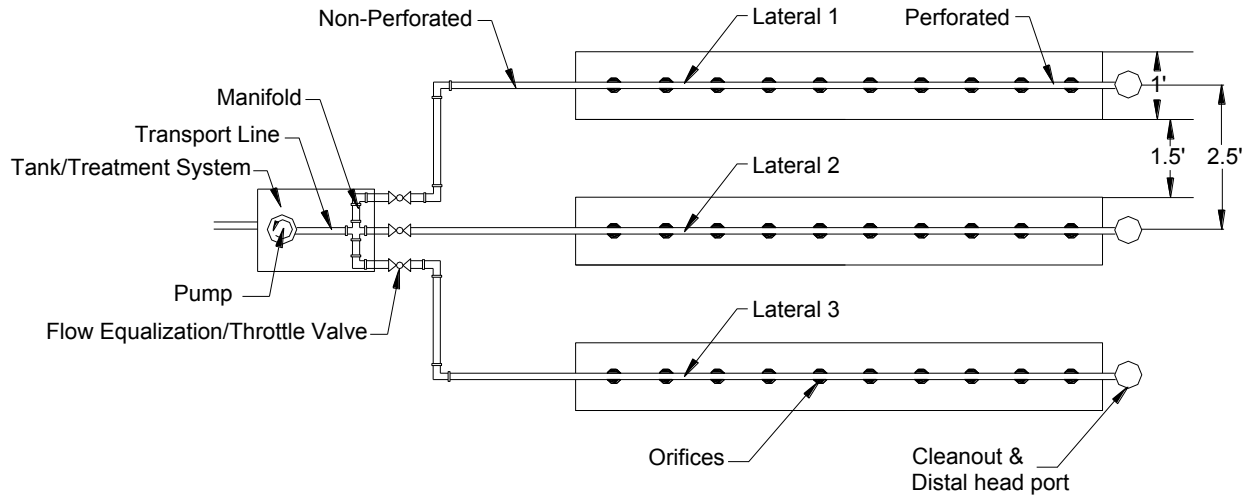 Non-Perforated
Lateral 1
Perforated
Manifold
Transport Line
Tank/Treatment System
1'
1.5'
2.5'
Lateral 2
Pump
Flow Equalization/Throttle Valve
Lateral 3
Orifices
Cleanout &
Distal head port